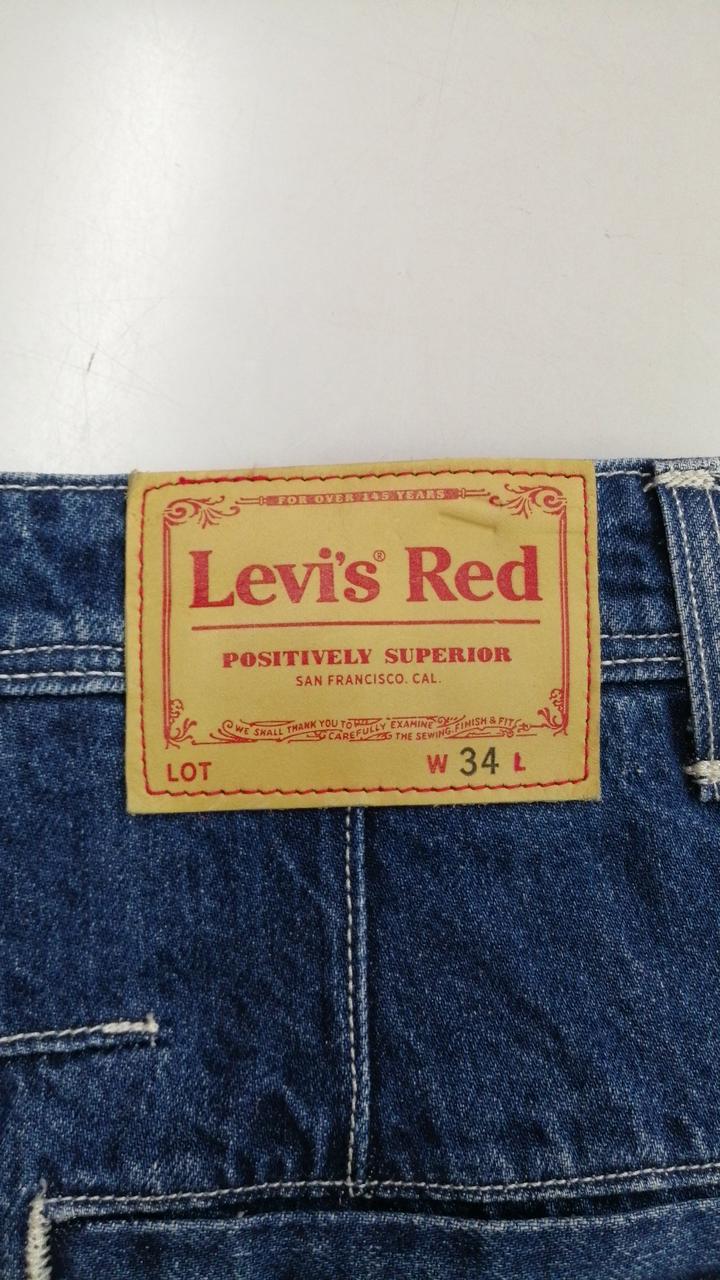 FOR OVER 145 YEARS
Levi's® Red
POSITIVELY SUPERIOR
SAN FRANCISCO. CAL.
WE SHALL THANK YOU TO CAREFULLY EXAMINE THE SEWING, FINISH & FIT
LOT W 34 L